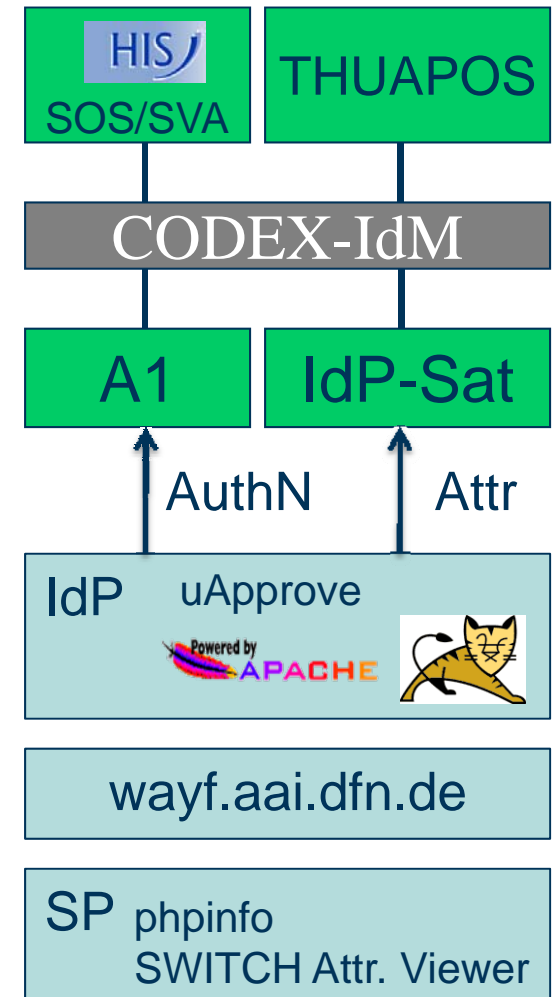 HIS
SOS/SVA
THUAPOS
CODEX-IdM
A1
IdP-Sat
AuthN
Attr
IdP
uApprove
Powered by
APACHE
wayf.aai.dfn.de
SP
phpinfo
SWITCH Attr. Viewer